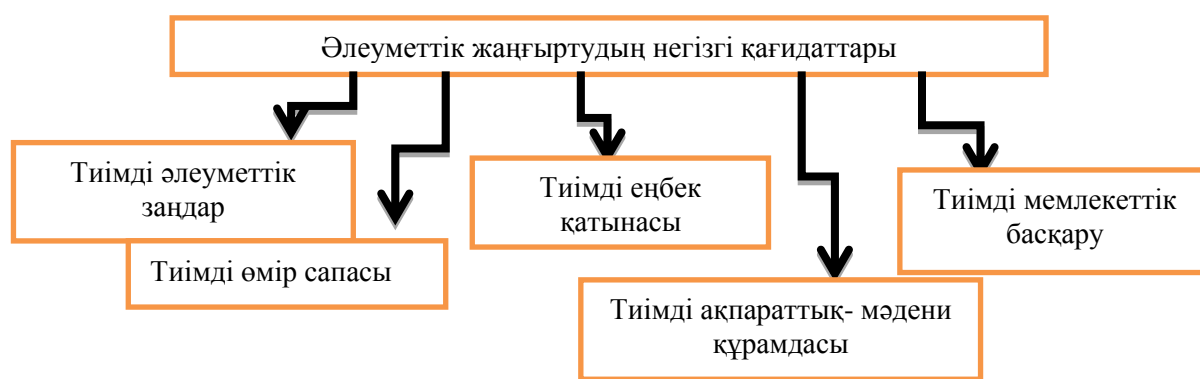 Әлеуметтік жаңғыртудың негізгі қағидаттары
Тиімді әлеуметтік
заңдар
Тиімді өмір сапасы
Тиімді еңбек
қатынасы
Тиімді ақпараттық- мәдени
құрамдасы
Тиімді мемлекеттік
басқару